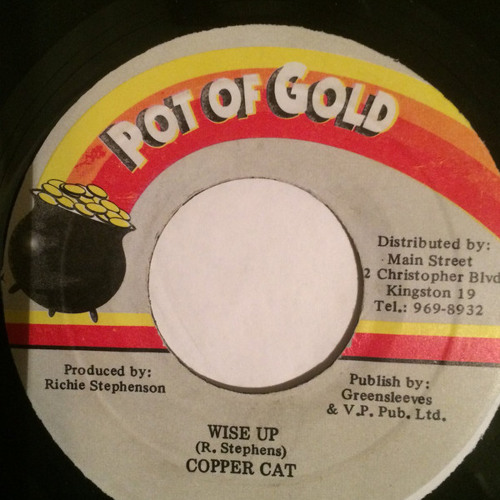 POT OF GOLD
Distributed by:
Main Street
2 Christopher Blvd
Kingston 19
Tel.: 969-8932
Produced by:
Richie Stephenson
Publish by:
Greensleeves
& V.P. Pub. Ltd.
WISE UP
(R. Stephens)
COPPER CAT